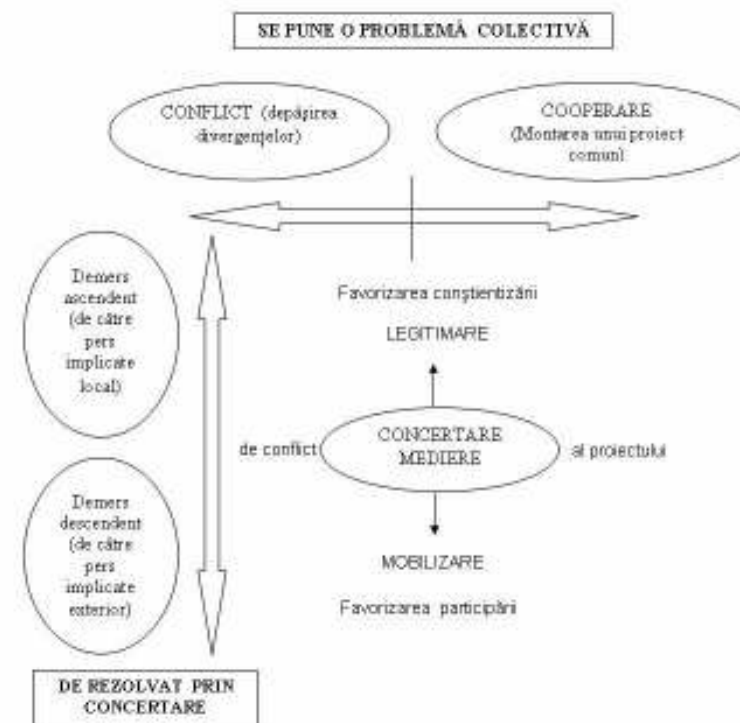 SE PUNE O PROBLEMĂ COLECTIVĂ
CONFLICT (depăşirea
divergenţelor)
COOPERARE
(Montarea unui proiect
comun)
Demers
ascendent
(de către
pers
implicate
local)
Favorizarea conştientizării
LEGITIMARE
de conflict
CONCERTARE
MEDIERE
al proiectului
Demers
descendent
(de către
pers
implicate
exterior)
MOBILIZARE
Favorizarea participării
DE REZOLVAT PRIN
CONCERTARE